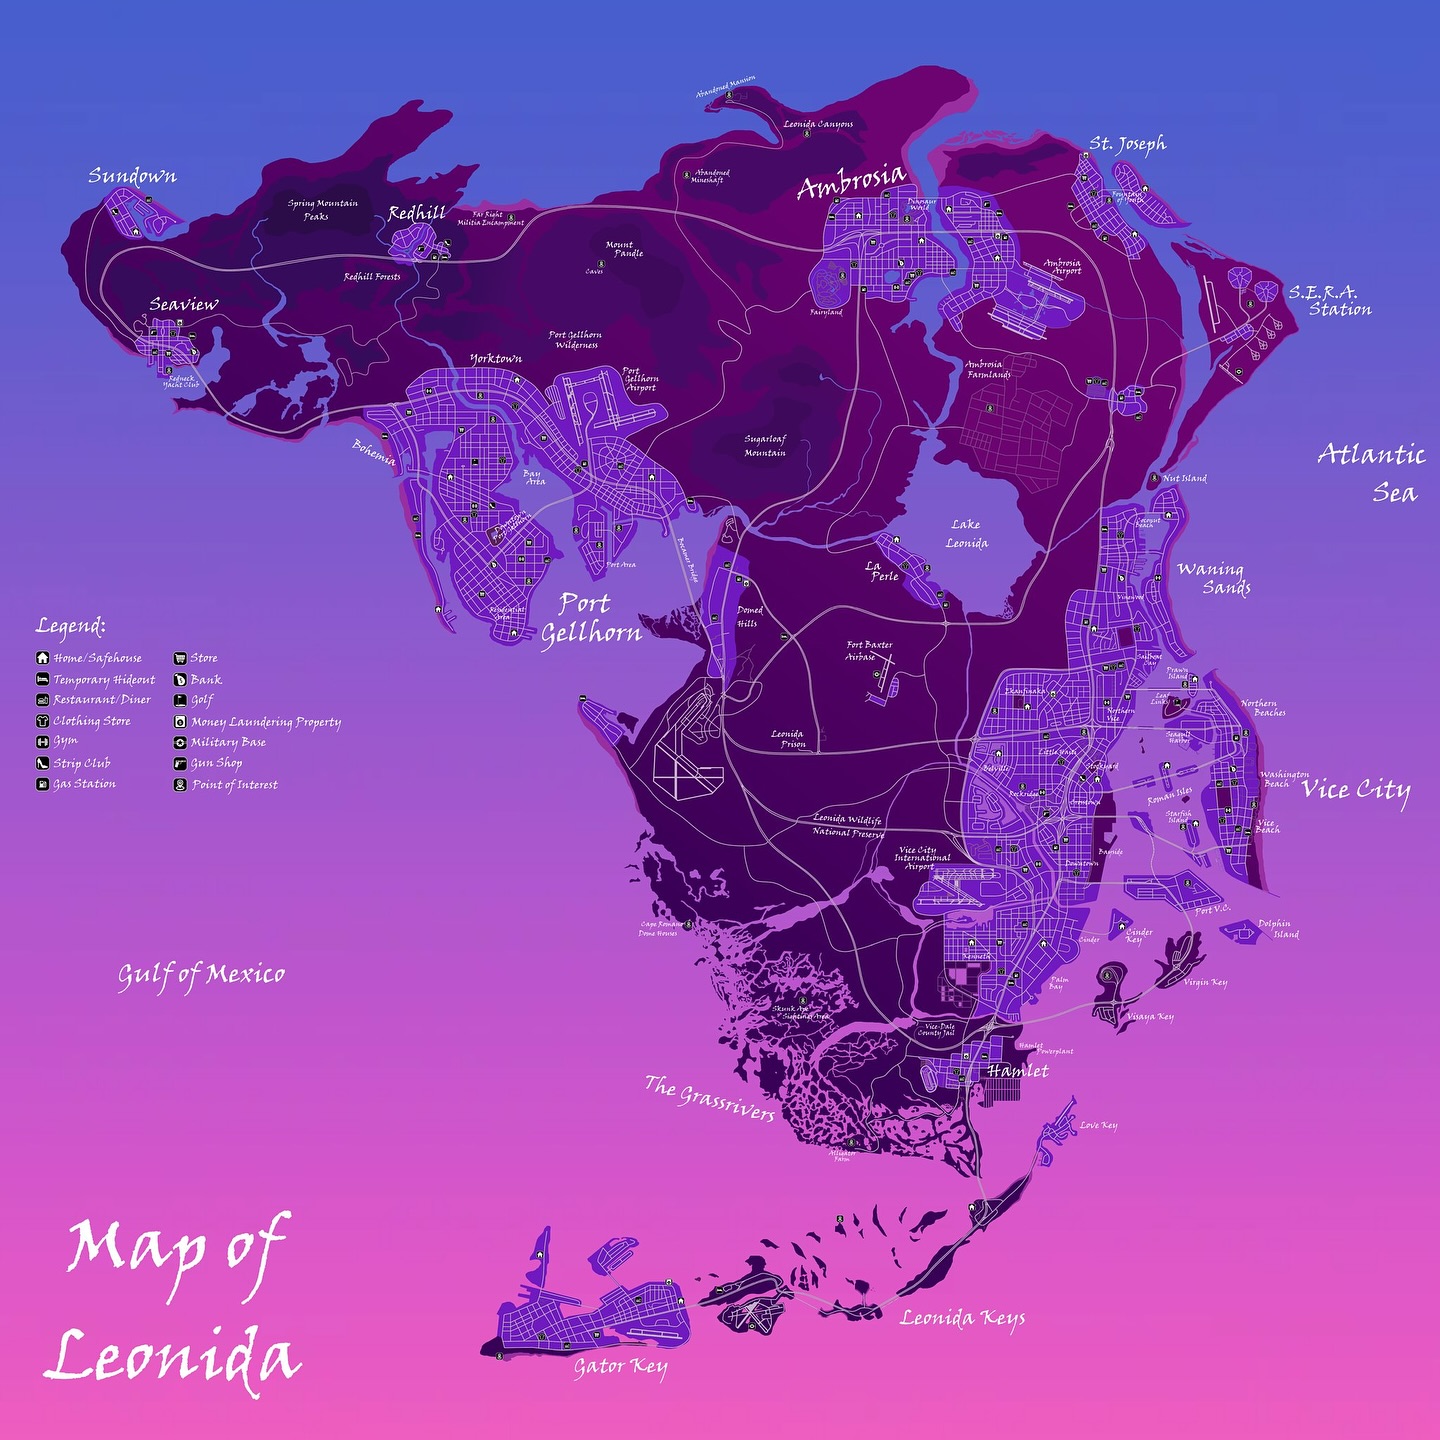 Abandoned Mansion
Leonida Canyons
St. Joseph
Sundown
Abandoned
Mineshaft
Ambrosia
Fountain
of Youth
Dinosaur
World
Spring Mountain
Peaks
Redhill
Far Right
Militia Encampment
Mount
Pandle
Caves
Redhill Forests
Ambrosia
Airport
S.E.R.A.
Station
Seaview
Fairyland
Port Gellhorn
Wilderness
Yorktown
Port
Gellhorn
Airport
Ambrosia
Farmlands
Redneck
Yacht Club
Bohemia
Sugarloaf
Mountain
Atlantic
Sea
Bay
Area
Nut Island
Lake
Leonida
Coconut
Beach
Port Area
La
Perle
Waning
Sands
Vinewood
Residential
Area
Port
Gellhorn
Domed
Hills
Legend:
Home/Safehouse
Temporary Hideout
Restaurant/Diner
Clothing Store
Gym
Strip Club
Gas Station
Store
Bank
Golf
Money Laundering Property
Military Base
Gun Shop
Point of Interest
Fort Baxter
Airbase
Sailboat
Bay
Leaf
Links
Northern
Vice
Northern
Beaches
Leonida
Prison
Seagull
Harbor
Little Haiti
Stockyard
Washington
Beach
Vice City
Roman Isles
Starfish
Island
Vice
Beach
Leonida Wildlife
National Preserve
Bayside
Vice City
International
Airport
Downtown
Port V.C.
Cape Romano
Dome Houses
Cinder
Cinder
Key
Dolphin
Island
Kenneth
Gulf of Mexico
Palm
Bay
Virgin Key
Skunk Ape
Sighting Area
Visaya Key
Vice-Dale
County Jail
Hamlet
Powerplant
Hamlet
The Grassrivers
Love Key
Alligator
Farm
Map of
Leonida
Leonida Keys
Gator Key